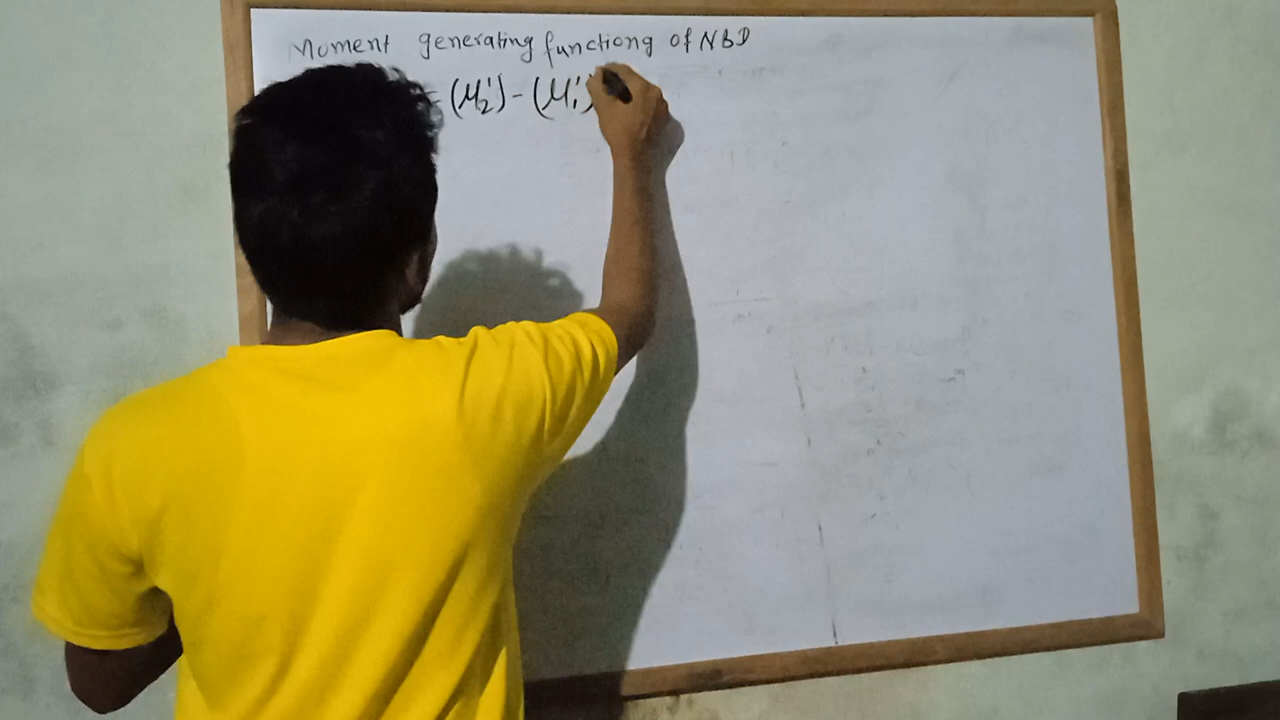 Moment generating functiong of NBD
= (μ₂') - (μ₁')